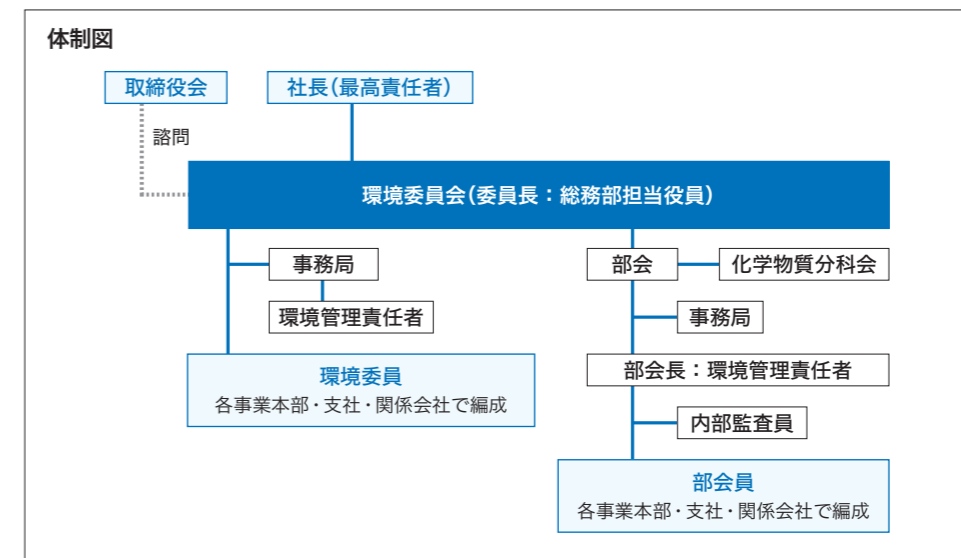 体制図
取締役会
社長（最高責任者）
諮問
環境委員会（委員長：総務部担当役員）
事務局
環境管理責任者
環境委員
各事業本部・支社・関係会社で編成
部会
化学物質分科会
事務局
部会長：環境管理責任者
内部監査員
部会員
各事業本部・支社・関係会社で編成